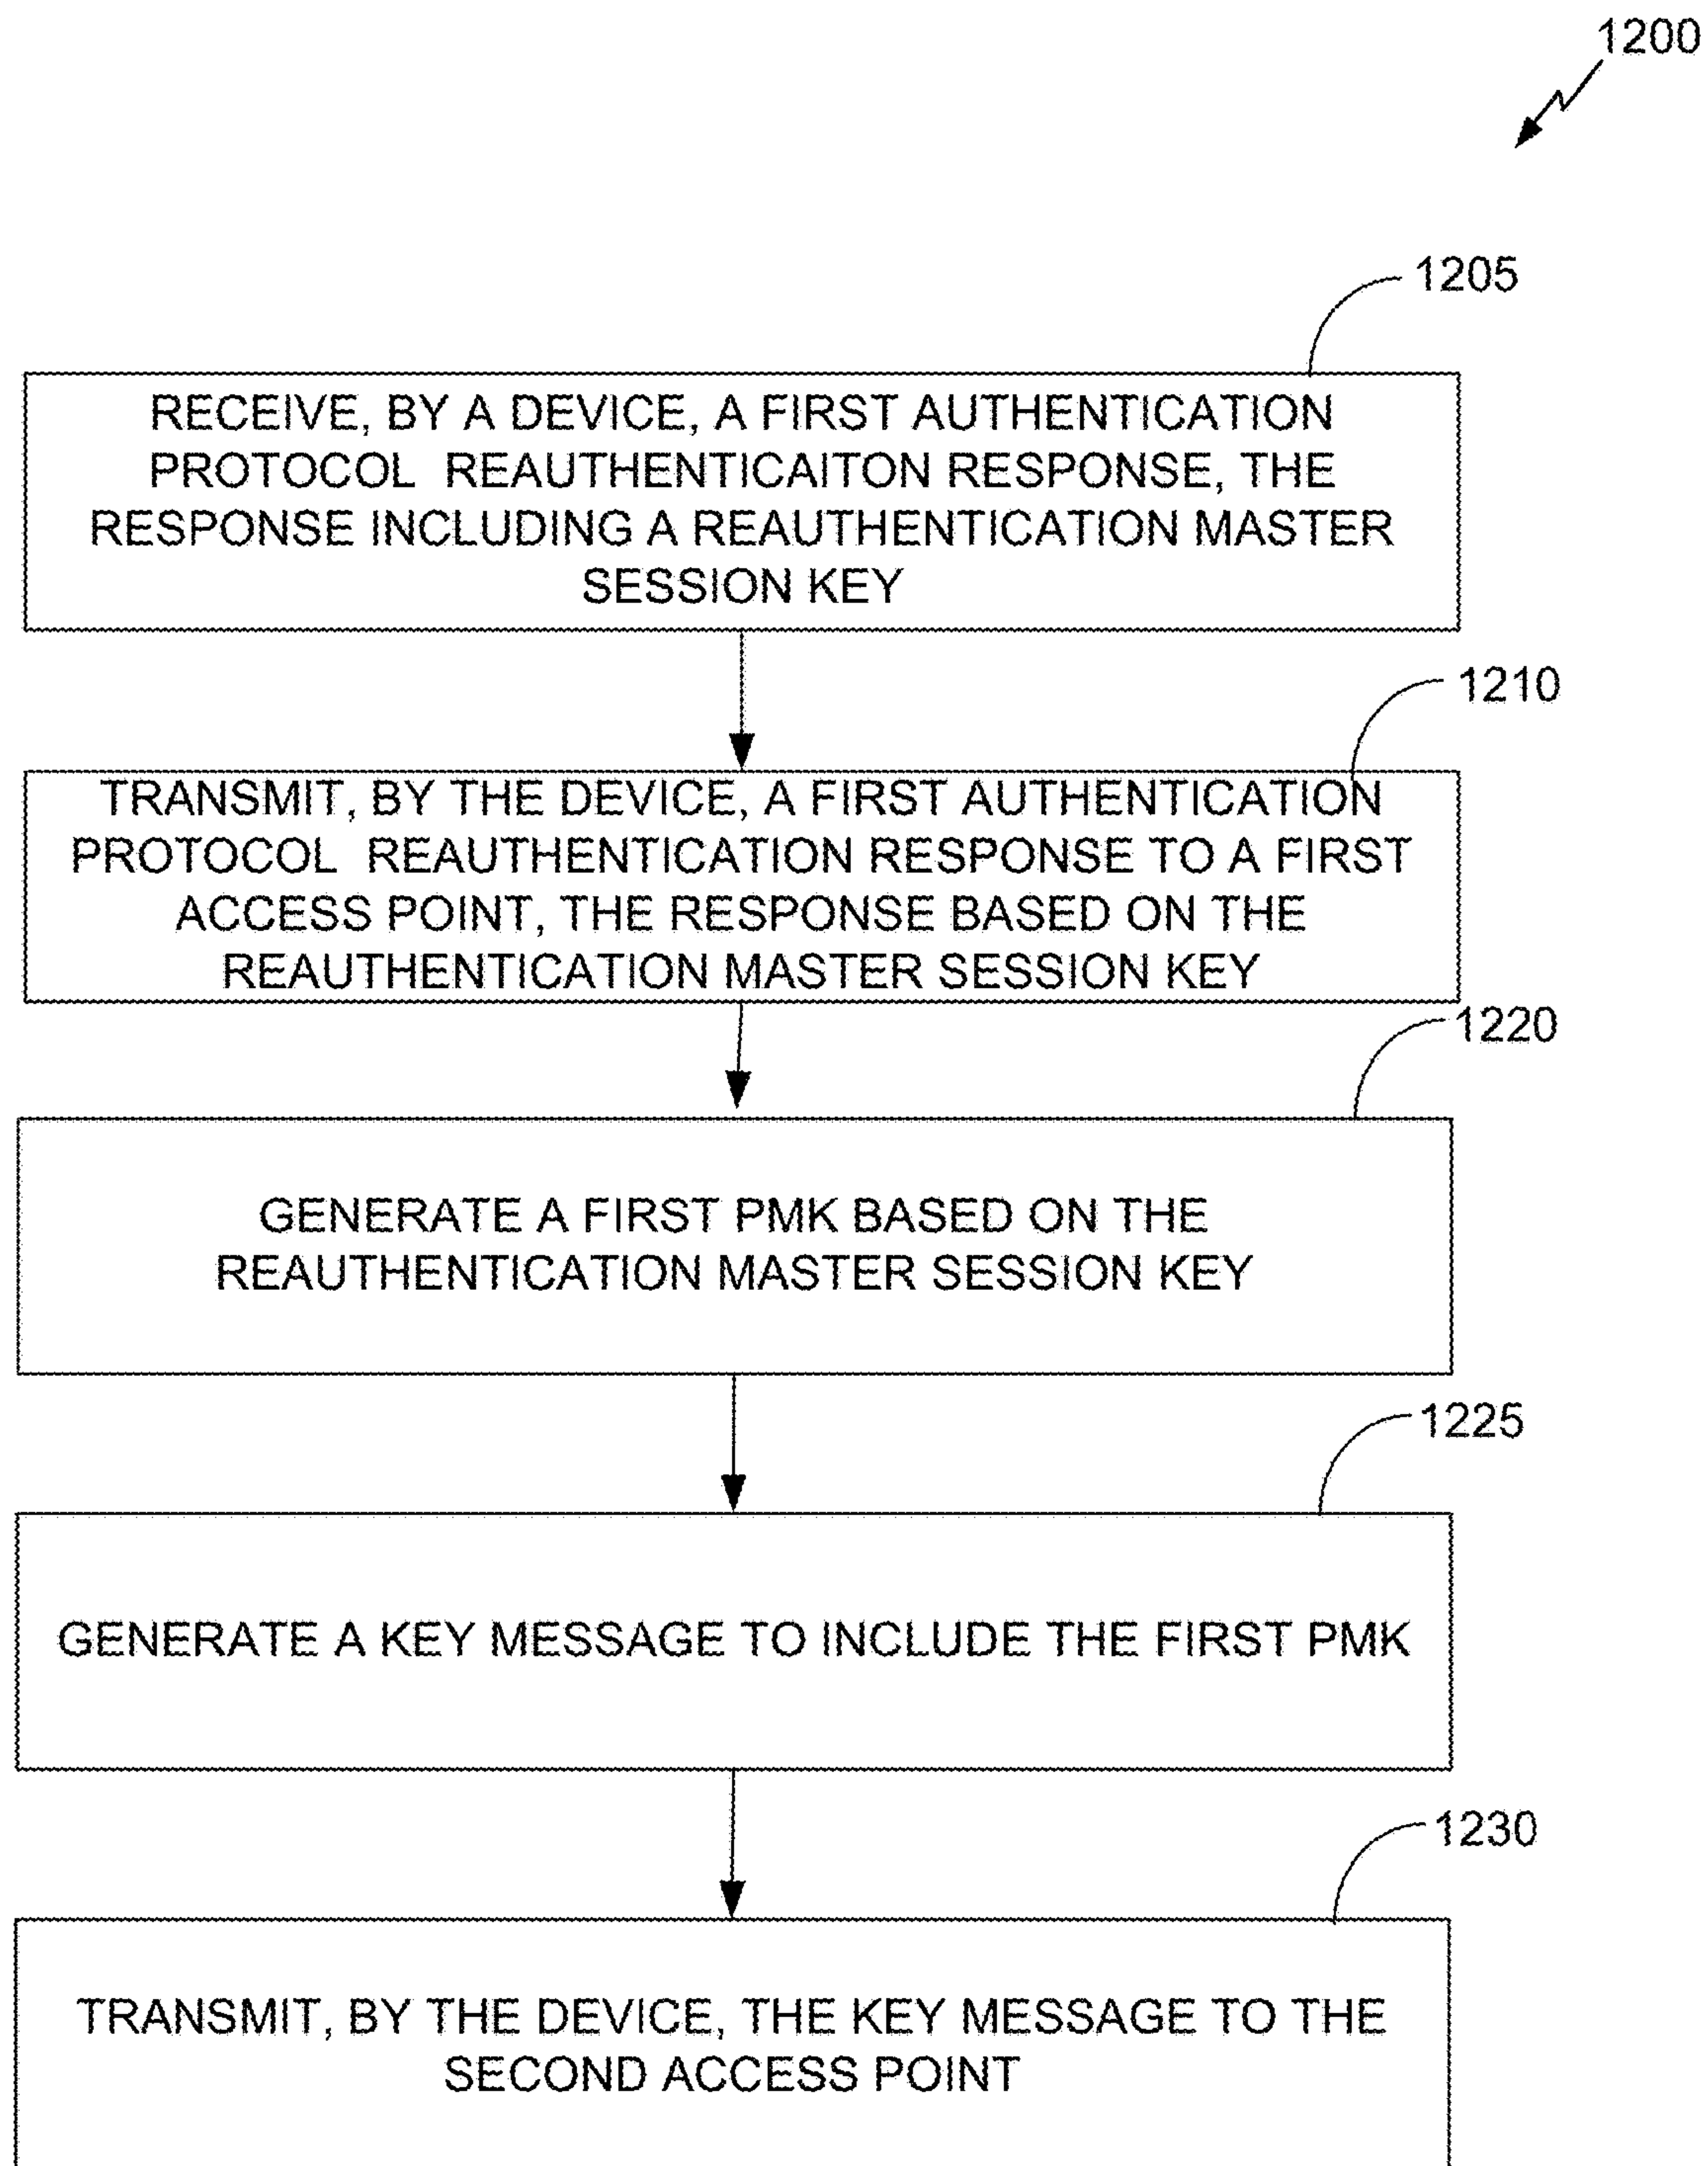 1200
1205
RECEIVE, BY A DEVICE, A FIRST AUTHENTICATION
PROTOCOL REAUTHENTICAITON RESPONSE, THE
RESPONSE INCLUDING A REAUTHENTICATION MASTER
SESSION KEY
1210
TRANSMIT, BY THE DEVICE, A FIRST AUTHENTICATION
PROTOCOL REAUTHENTICATION RESPONSE TO A FIRST
ACCESS POINT, THE RESPONSE BASED ON THE
REAUTHENTICATION MASTER SESSION KEY
1220
GENERATE A FIRST PMK BASED ON THE
REAUTHENTICATION MASTER SESSION KEY
1225
GENERATE A KEY MESSAGE TO INCLUDE THE FIRST PMK
1230
TRANSMIT, BY THE DEVICE, THE KEY MESSAGE TO THE
SECOND ACCESS POINT